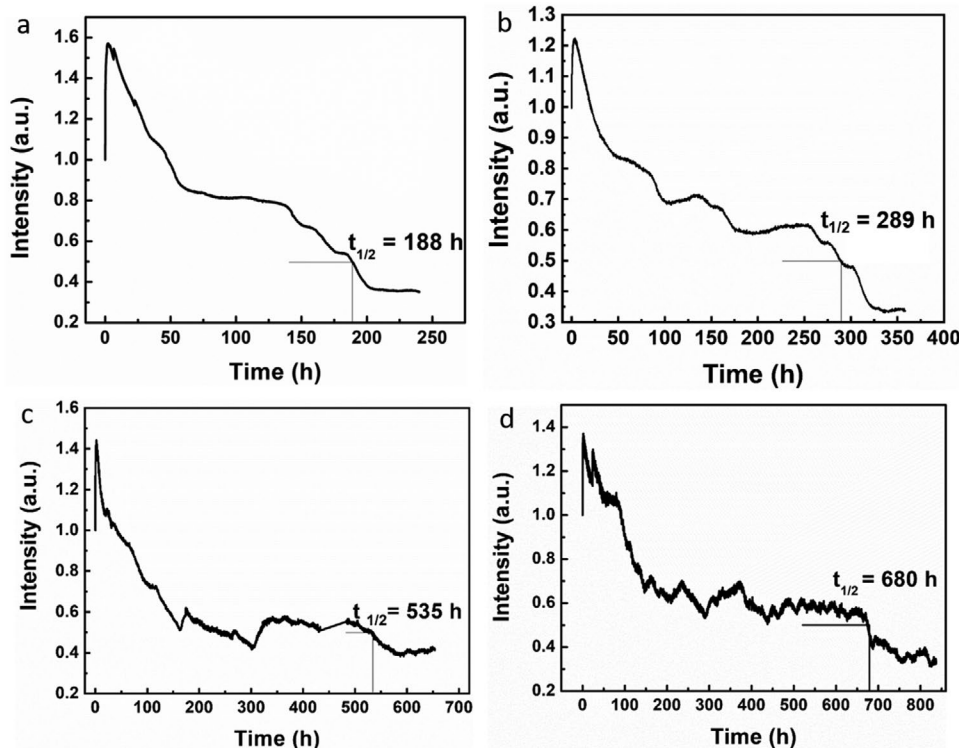 a
1.6
1.4
1.2
1.0
0.8
0.6
0.4
0.2
Intensity (a.u.)
t1/2 = 188 h
0 50 100 150 200 250
Time (h)
b
1.3
1.2
1.1
1.0
0.9
0.8
0.7
0.6
0.5
0.4
0.3
Intensity (a.u.)
t1/2 = 289 h
0 50 100 150 200 250 300 350 400
Time (h)
c
1.6
1.4
1.2
1.0
0.8
0.6
0.4
0.2
Intensity (a.u.)
t1/2 = 535 h
0 100 200 300 400 500 600 700
Time (h)
d
1.6
1.4
1.2
1.0
0.8
0.6
0.4
0.2
Intensity (a.u.)
t1/2 = 680 h
0 100 200 300 400 500 600 700 800
Time (h)